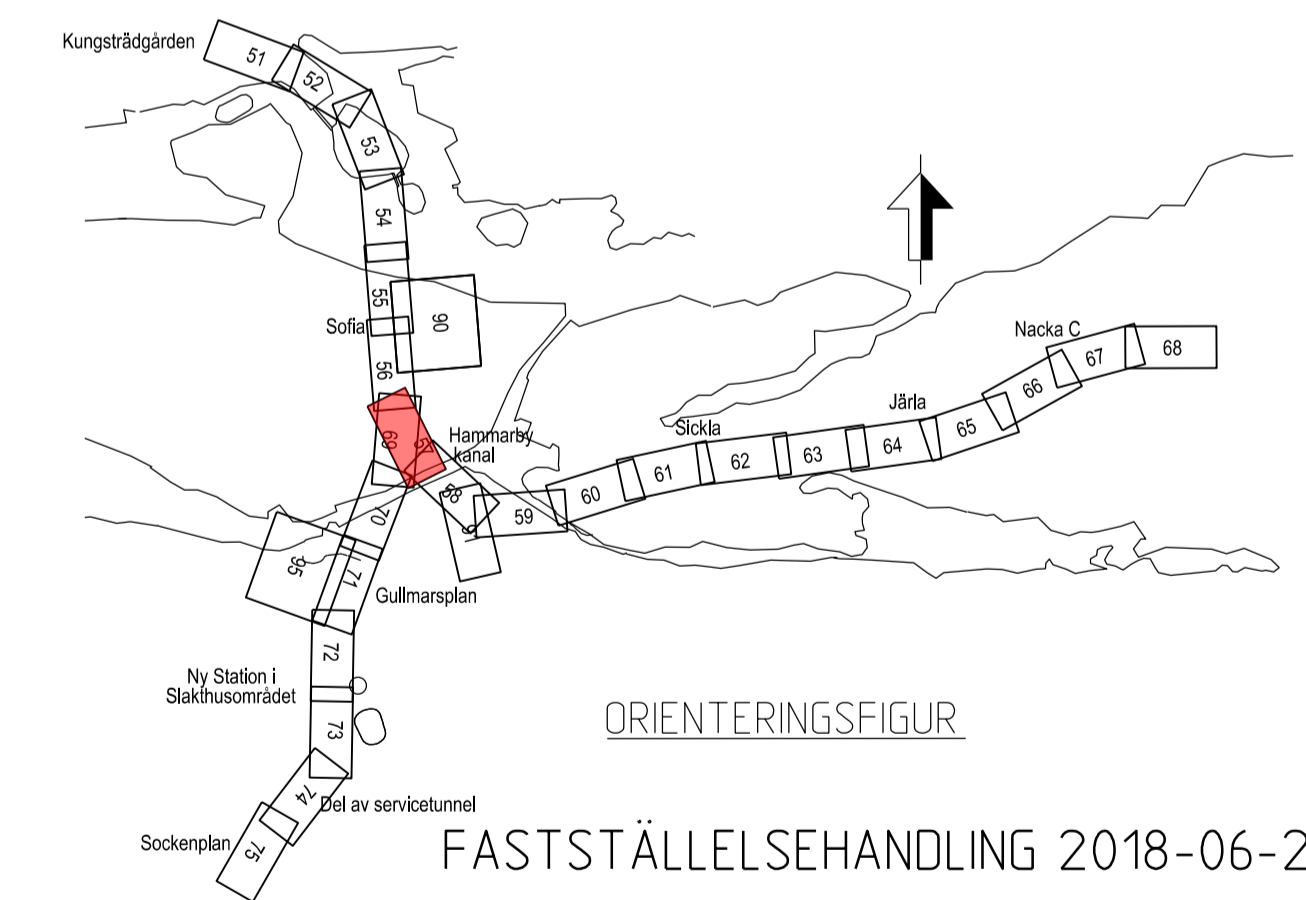 Kungsträdgården
51
52
53
54
55
Sofia
90
56
69
57
Hammarby
kanal
58
59
60
61
Sickla
62
63
Järla
64
65
66
Nacka C
67
68
70
95
71
Gullmarsplan
72
Ny Station i
Slakthusområdet
73
74
Del av servicetunnel
Sockenplan
75
ORIENTERINGSFIGUR
FASTSTÄLLELSEHANDLING 2018-06-2